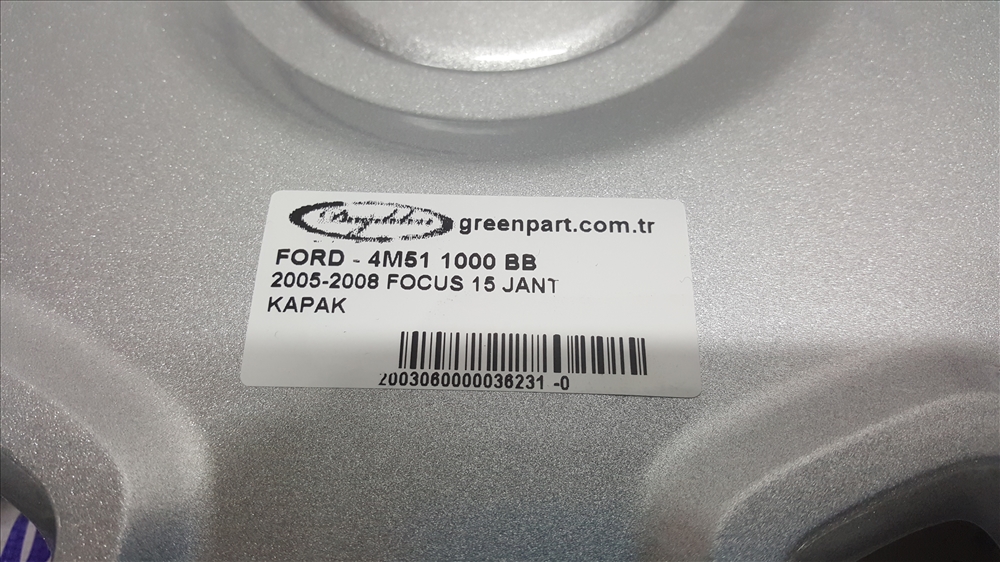 greenpart.com.tr
FORD - 4M51 1000 BB
2005-2008 FOCUS 15 JANT
KAPAK
2003060000036231 -0